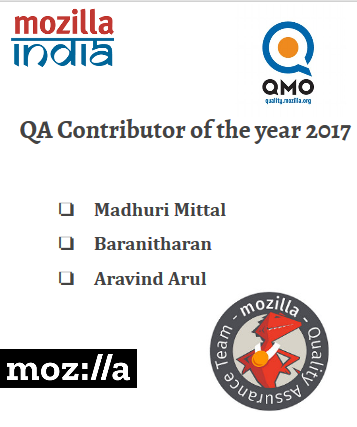 mozilla
india
QMO
quality.mozilla.org
QA Contributor of the year 2017
❑ Madhuri Mittal
❑ Baranitharan
❑ Aravind Arul
- mozilla - Quality Assurance Team
moz://a